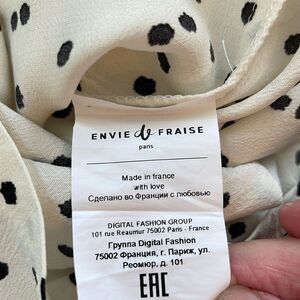 ENVIE de FRAISE
paris
Made in france
with love
Сделано во Франции с любовью
DIGITAL FASHION GROUP
101 rue Réaumur 75002 Paris - France
Группа Digital Fashion
75002 Франция, г. Париж, ул.
Реомюр, д. 101
EAC